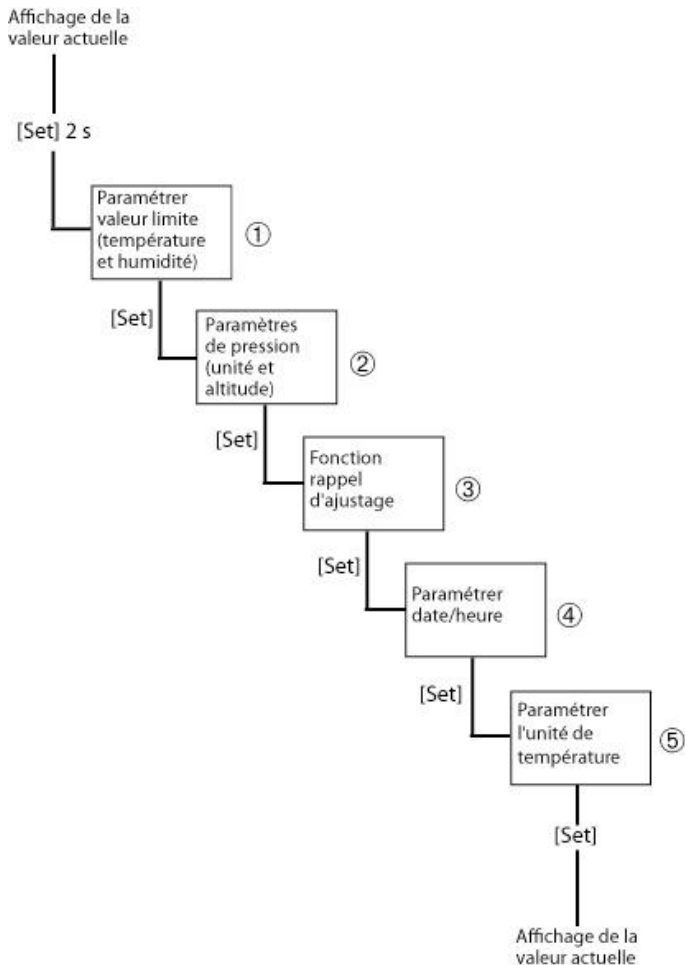 Affichage de la
valeur actuelle
[Set] 2 s
Paramétrer
valeur limite
(température
et humidité)
①
[Set]
Paramètres
de pression
(unité et
altitude)
②
[Set]
Fonction
rappel
d'ajustage
③
[Set]
Paramétrer
date/heure
④
[Set]
Paramétrer
l'unité de
température
⑤
[Set]
Affichage de la
valeur actuelle